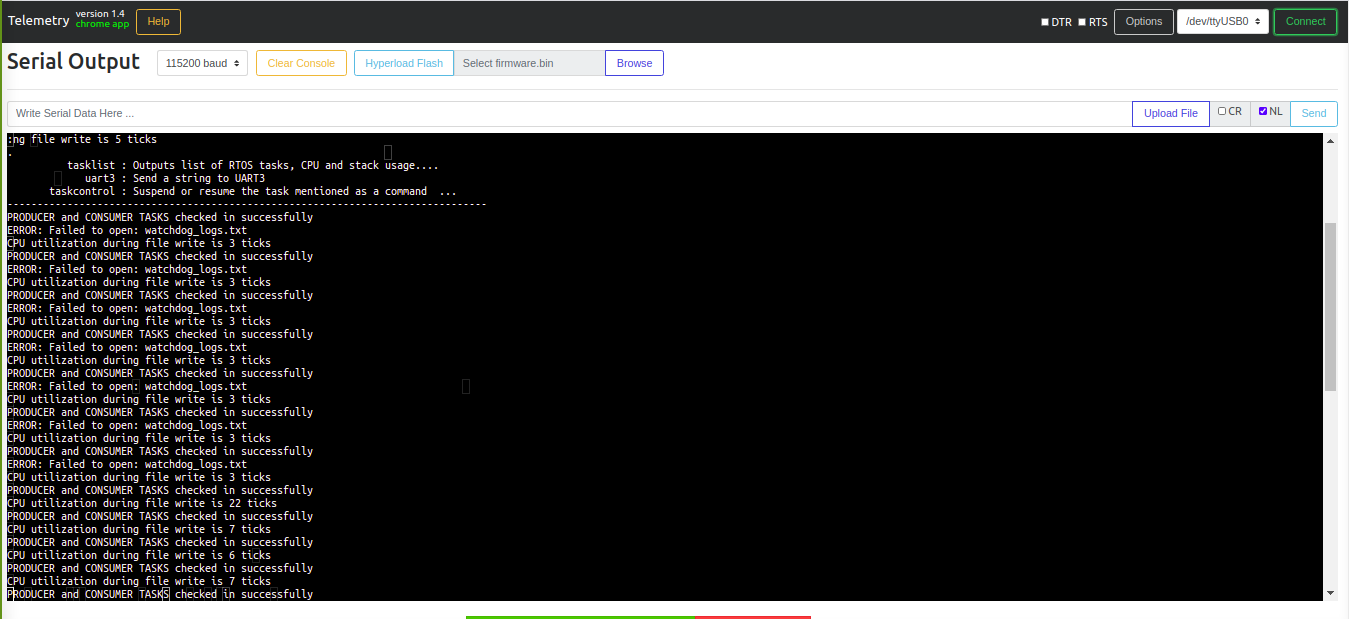 Telemetry version 1.4 chrome app Help DTR RTS Options /dev/ttyUSB0 Connect
Serial Output 115200 baud Clear Console Hyperload Flash Select firmware.bin Browse
Write Serial Data Here ... Upload File CR NL Send
:ng file write is 5 ticks
.
tasklist : Outputs list of RTOS tasks, CPU and stack usage....
uart3 : Send a string to UART3
taskcontrol : Suspend or resume the task mentioned as a command ...
--------------------------------------------------------------------------------
PRODUCER and CONSUMER TASKS checked in successfully
ERROR: Failed to open: watchdog_logs.txt
CPU utilization during file write is 3 ticks
PRODUCER and CONSUMER TASKS checked in successfully
ERROR: Failed to open: watchdog_logs.txt
CPU utilization during file write is 3 ticks
PRODUCER and CONSUMER TASKS checked in successfully
ERROR: Failed to open: watchdog_logs.txt
CPU utilization during file write is 3 ticks
PRODUCER and CONSUMER TASKS checked in successfully
ERROR: Failed to open: watchdog_logs.txt
CPU utilization during file write is 3 ticks
PRODUCER and CONSUMER TASKS checked in successfully
ERROR: Failed to open: watchdog_logs.txt
CPU utilization during file write is 3 ticks
PRODUCER and CONSUMER TASKS checked in successfully
ERROR: Failed to open: watchdog_logs.txt
CPU utilization during file write is 3 ticks
PRODUCER and CONSUMER TASKS checked in successfully
ERROR: Failed to open: watchdog_logs.txt
CPU utilization during file write is 3 ticks
PRODUCER and CONSUMER TASKS checked in successfully
CPU utilization during file write is 22 ticks
PRODUCER and CONSUMER TASKS checked in successfully
CPU utilization during file write is 7 ticks
PRODUCER and CONSUMER TASKS checked in successfully
CPU utilization during file write is 6 ticks
PRODUCER and CONSUMER TASKS checked in successfully
CPU utilization during file write is 7 ticks
PRODUCER and CONSUMER TASKS checked in successfully